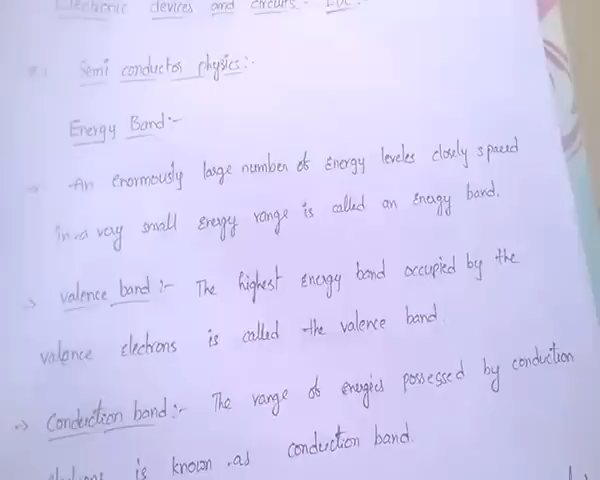 Electronic devices and circuits:- EDC
Semi conductor physics:-
Energy Band:-
→ An enormously large number of energy leveles closely spaced
in a very small energy range is called an energy band.
→ Valence band :- The highest energy band occupied by the
valence electrons is called the valence band.
→ Conduction band:- The range of energies possessed by conduction
electrons is known as conduction band.